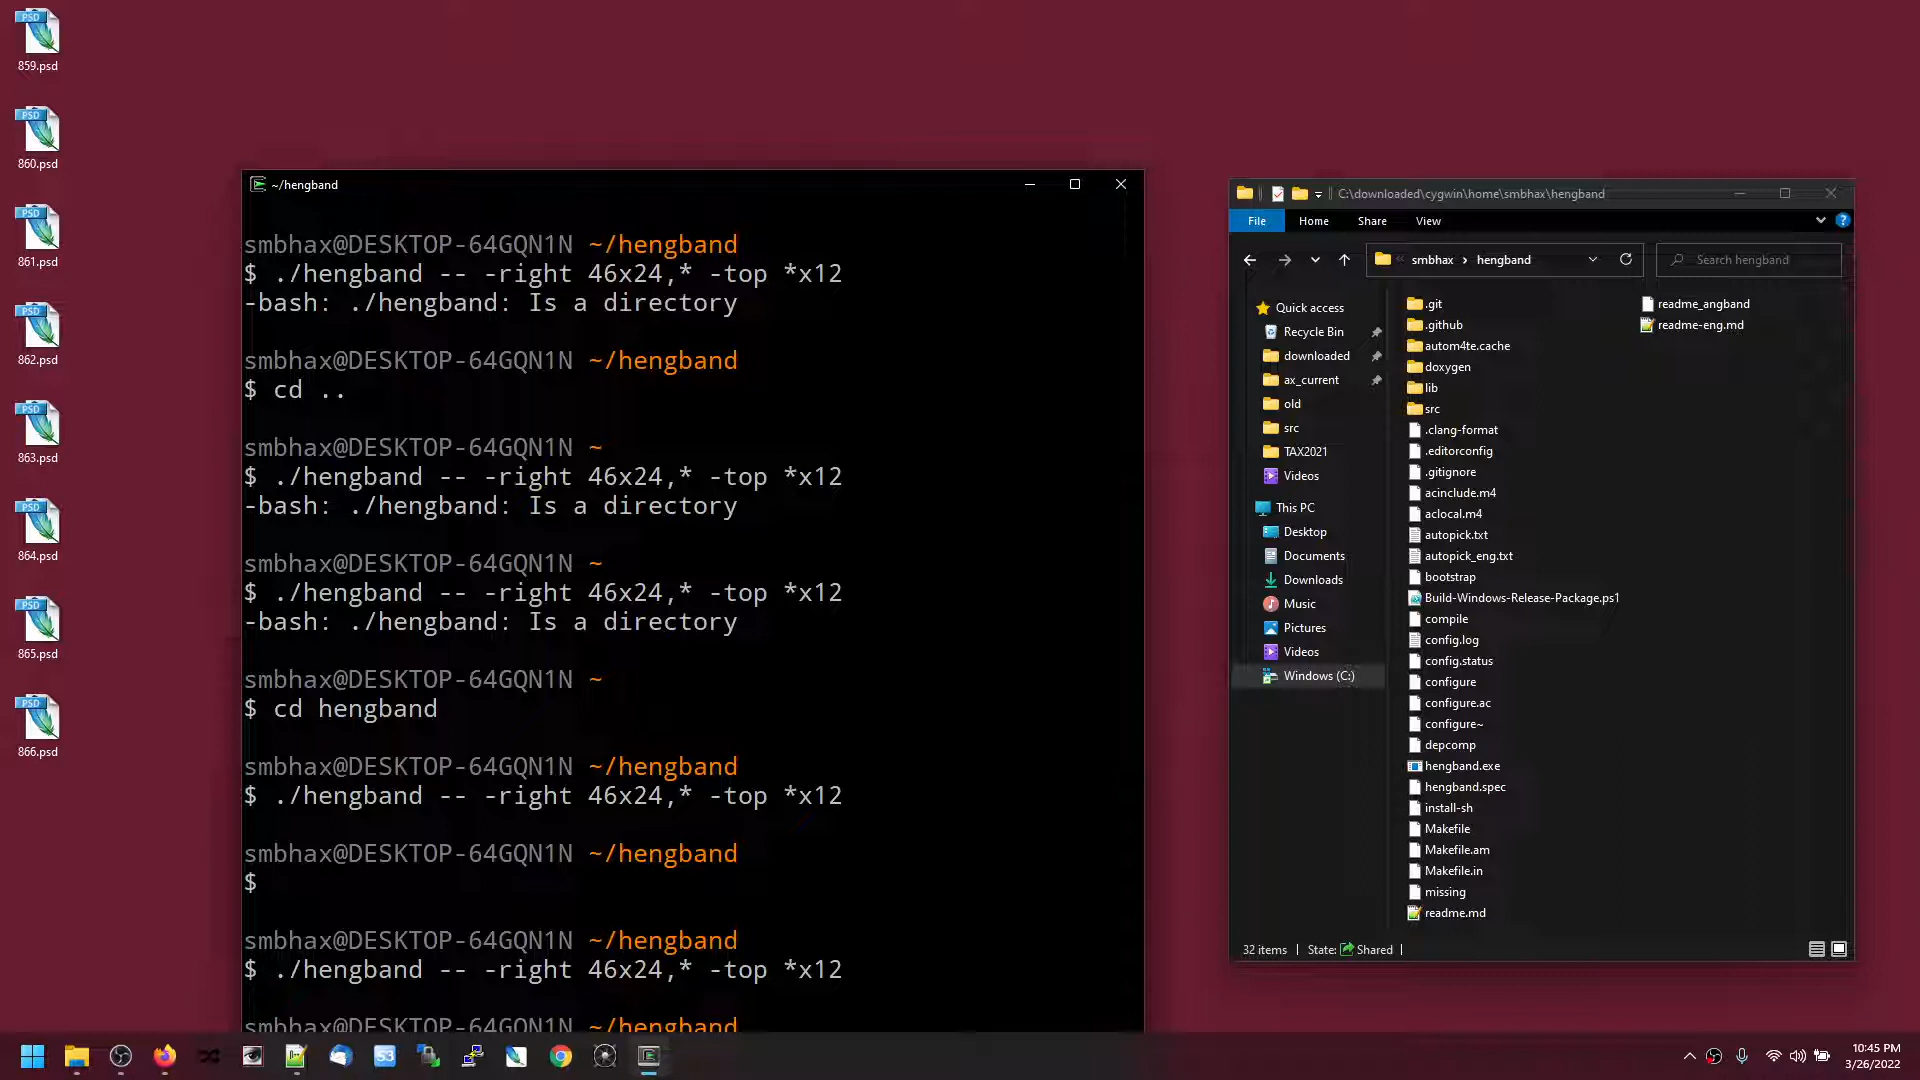 859.psd
860.psd
861.psd
862.psd
863.psd
864.psd
865.psd
866.psd
~/hengband
smbhax@DESKTOP-64GQN1N ~/hengband
$ ./hengband -- -right 46x24,* -top *x12
-bash: ./hengband: Is a directory
smbhax@DESKTOP-64GQN1N ~/hengband
$ cd ..
smbhax@DESKTOP-64GQN1N ~
$ ./hengband -- -right 46x24,* -top *x12
-bash: ./hengband: Is a directory
smbhax@DESKTOP-64GQN1N ~
$ ./hengband -- -right 46x24,* -top *x12
-bash: ./hengband: Is a directory
smbhax@DESKTOP-64GQN1N ~
$ cd hengband
smbhax@DESKTOP-64GQN1N ~/hengband
$ ./hengband -- -right 46x24,* -top *x12
smbhax@DESKTOP-64GQN1N ~/hengband
$
smbhax@DESKTOP-64GQN1N ~/hengband
$ ./hengband -- -right 46x24,* -top *x12
smbhax@DESKTOP-64GQN1N ~/hengband
C:\downloaded\cygwin\home\smbhax\hengband
File Home Share View
« smbhax › hengband
Search hengband
Quick access
Recycle Bin
downloaded
ax_current
old
src
TAX2021
Videos
This PC
Desktop
Documents
Downloads
Music
Pictures
Videos
Windows (C:)
.git
.github
autom4te.cache
doxygen
lib
src
.clang-format
.editorconfig
.gitignore
acinclude.m4
aclocal.m4
autopick.txt
autopick_eng.txt
bootstrap
Build-Windows-Release-Package.ps1
compile
config.log
config.status
configure
configure.ac
configure~
depcomp
hengband.exe
hengband.spec
install-sh
Makefile
Makefile.am
Makefile.in
missing
readme.md
readme_angband
readme-eng.md
32 items State: Shared
53
10:45 PM
3/26/2022